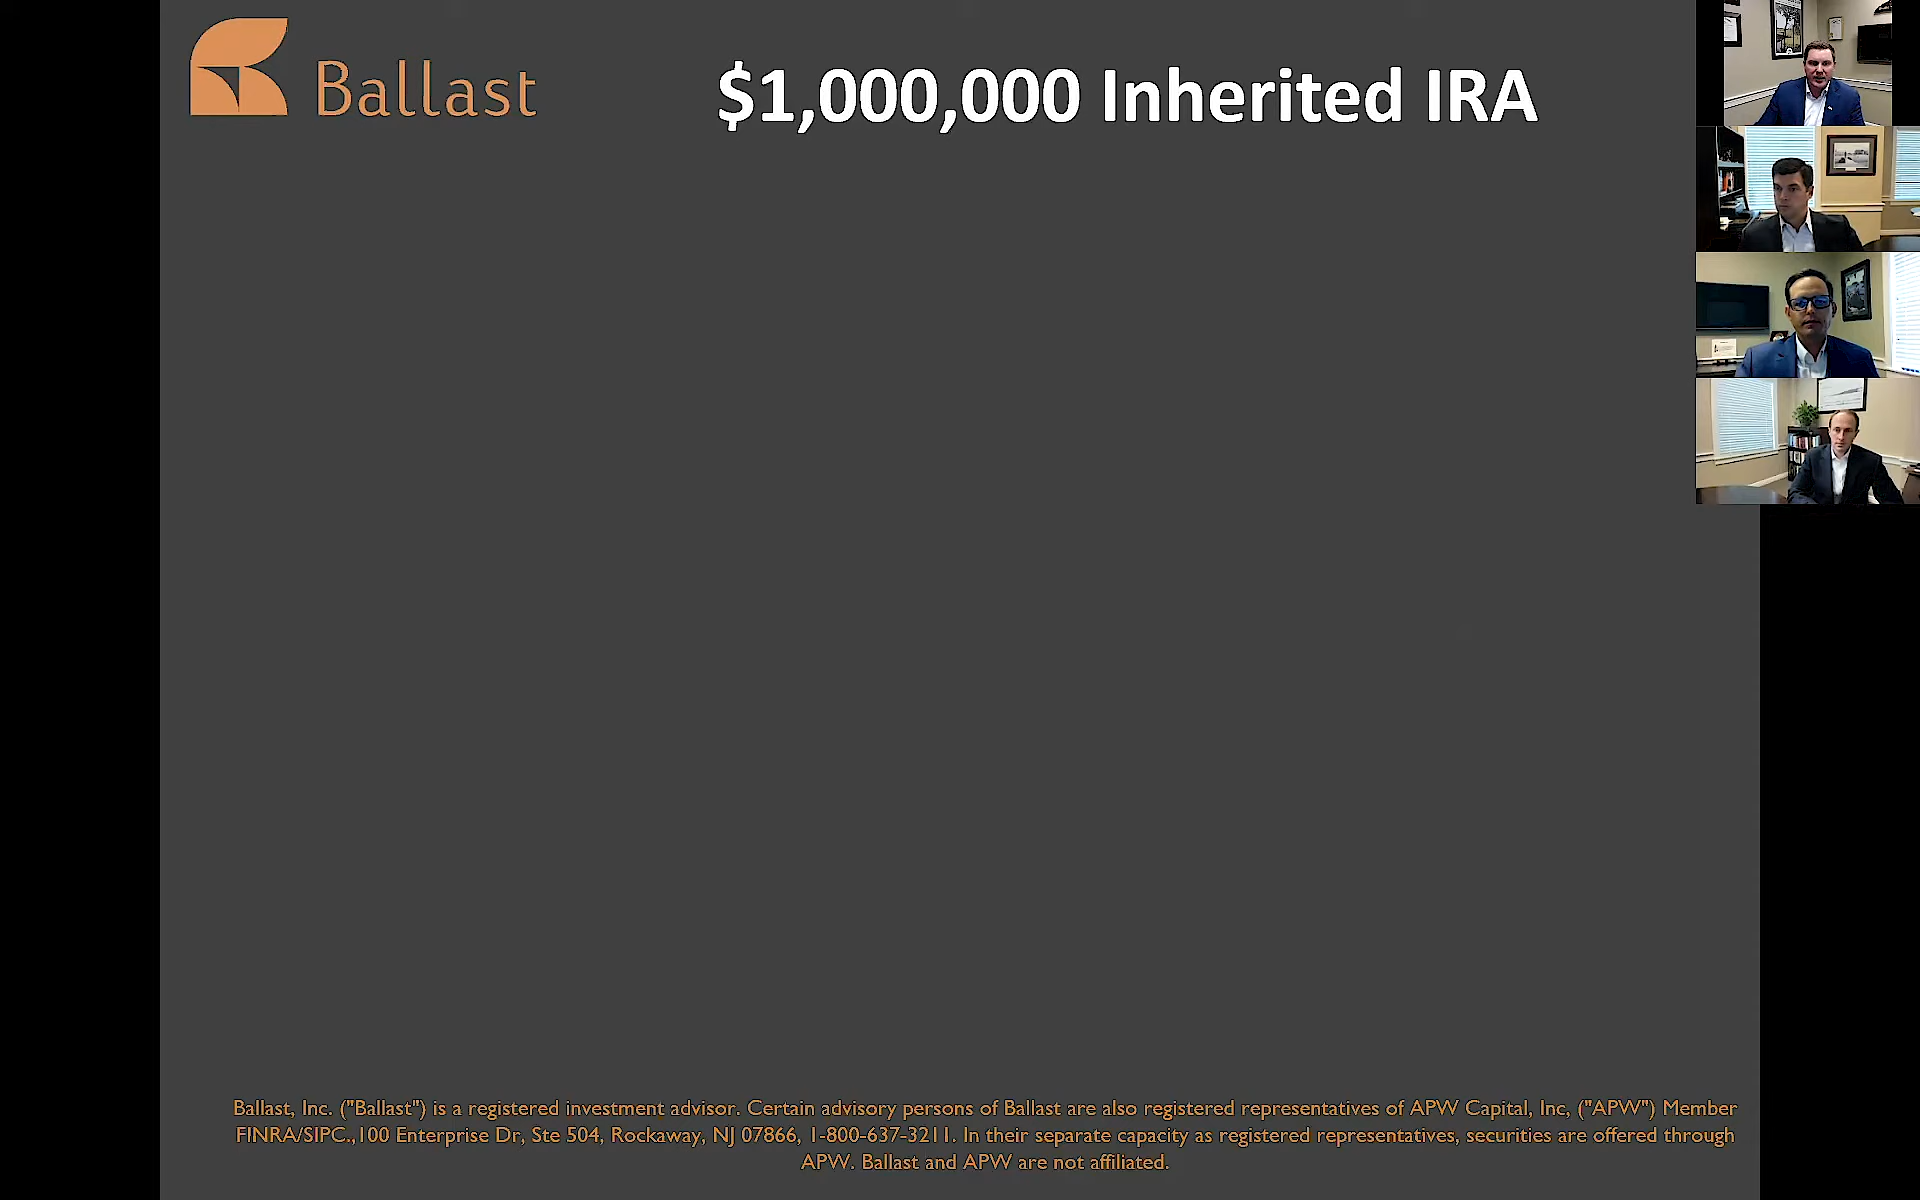 Ballast
$1,000,000 Inherited IRA
Ballast, Inc. ("Ballast") is a registered investment advisor. Certain advisory persons of Ballast are also registered representatives of APW Capital, Inc, ("APW") Member
FINRA/SIPC.,100 Enterprise Dr, Ste 504, Rockaway, NJ 07866, 1-800-637-3211. In their separate capacity as registered representatives, securities are offered through
APW. Ballast and APW are not affiliated.